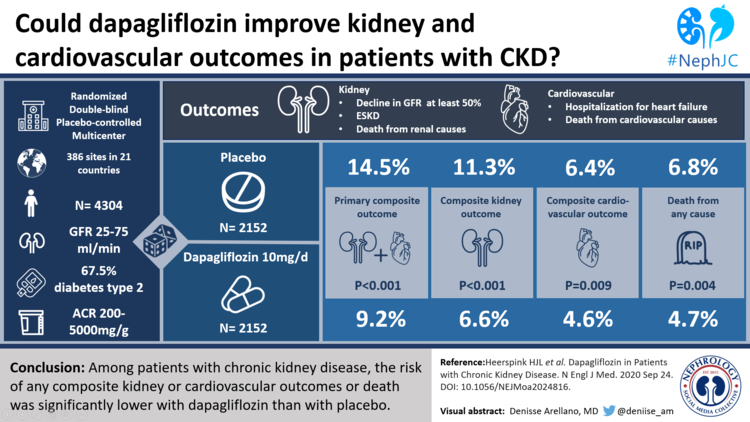 Could dapagliflozin improve kidney and
cardiovascular outcomes in patients with CKD?
#NephJC
Randomized
Double-blind
Placebo-controlled
Multicenter
386 sites in 21
countries
N= 4304
GFR 25-75
ml/min
67.5%
diabetes type 2
ACR 200-
5000mg/g
Outcomes
Kidney
• Decline in GFR at least 50%
• ESKD
• Death from renal causes
Cardiovascular
• Hospitalization for heart failure
• Death from cardiovascular causes
Placebo
N= 2152
Dapagliflozin 10mg/d
N= 2152
14.5% 11.3% 6.4% 6.8%
Primary composite
outcome
P<0.001
Composite kidney
outcome
P<0.001
Composite cardio-
vascular outcome
P=0.009
Death from
any cause
RIP
P=0.004
9.2% 6.6% 4.6% 4.7%
Conclusion: Among patients with chronic kidney disease, the risk
of any composite kidney or cardiovascular outcomes or death
was significantly lower with dapagliflozin than with placebo.
Reference:Heerspink HJL et al. Dapagliflozin in Patients
with Chronic Kidney Disease. N Engl J Med. 2020 Sep 24.
DOI: 10.1056/NEJMoa2024816.
Visual abstract: Denisse Arellano, MD @deniise_am
NEPHROLOGY
SOCIAL MEDIA COLLECTIVE